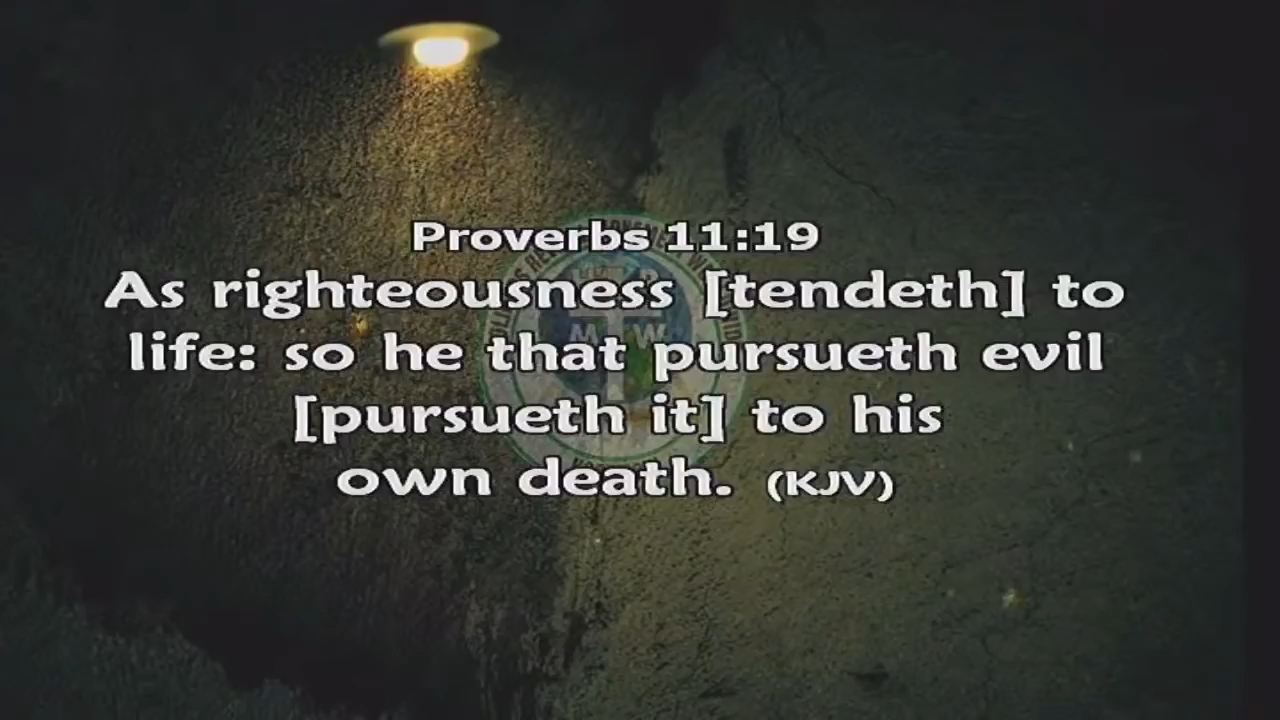 Proverbs 11:19
As righteousness [tendeth] to
life: so he that pursueth evil
[pursueth it] to his
own death. (KJV)